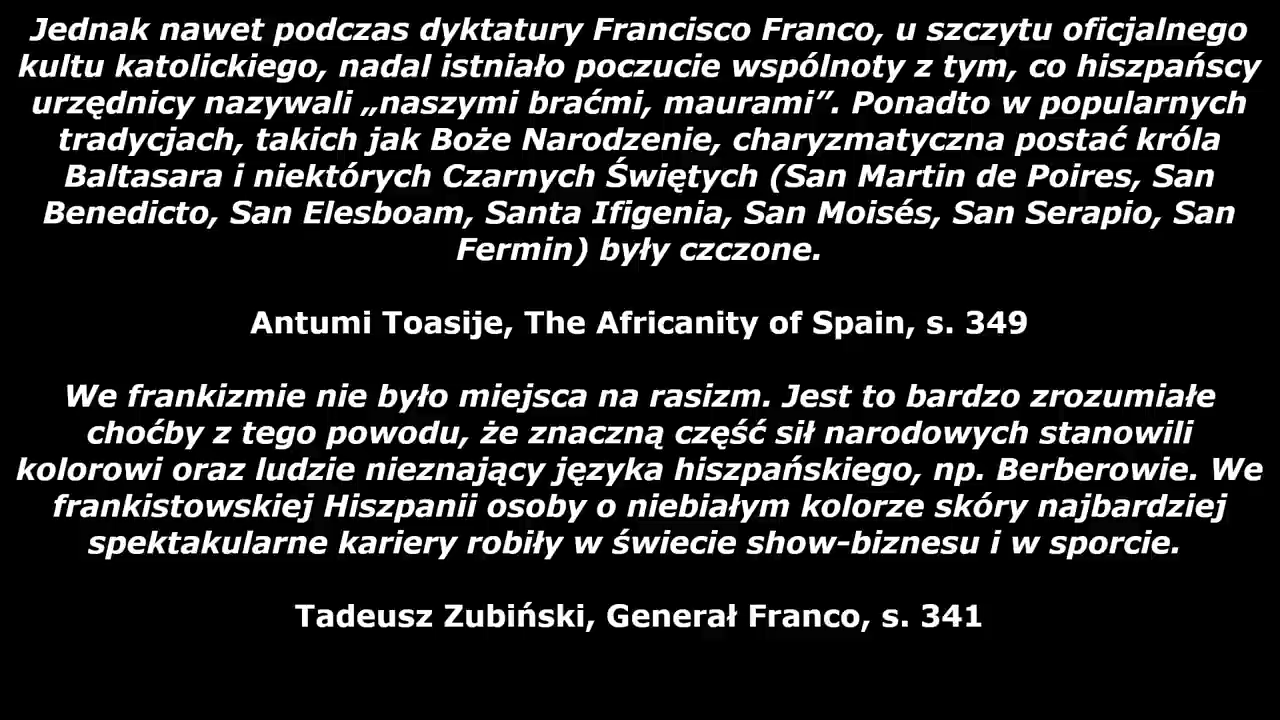 Jednak nawet podczas dyktatury Francisco Franco, u szczytu oficjalnego
kultu katolickiego, nadal istniało poczucie wspólnoty z tym, co hiszpańscy
urzędnicy nazywali „naszymi braćmi, maurami”. Ponadto w popularnych
tradycjach, takich jak Boże Narodzenie, charyzmatyczna postać króla
Baltasara i niektórych Czarnych Świętych (San Martin de Poires, San
Benedicto, San Elesboam, Santa Ifigenia, San Moisés, San Serapio, San
Fermin) były czczone.
Antumi Toasije, The Africanity of Spain, s. 349
We frankizmie nie było miejsca na rasizm. Jest to bardzo zrozumiałe
choćby z tego powodu, że znaczną część sił narodowych stanowili
kolorowi oraz ludzie nieznający języka hiszpańskiego, np. Berberowie. We
frankistowskiej Hiszpanii osoby o niebiałym kolorze skóry najbardziej
spektakularne kariery robiły w świecie show-biznesu i w sporcie.
Tadeusz Zubiński, Generał Franco, s. 341